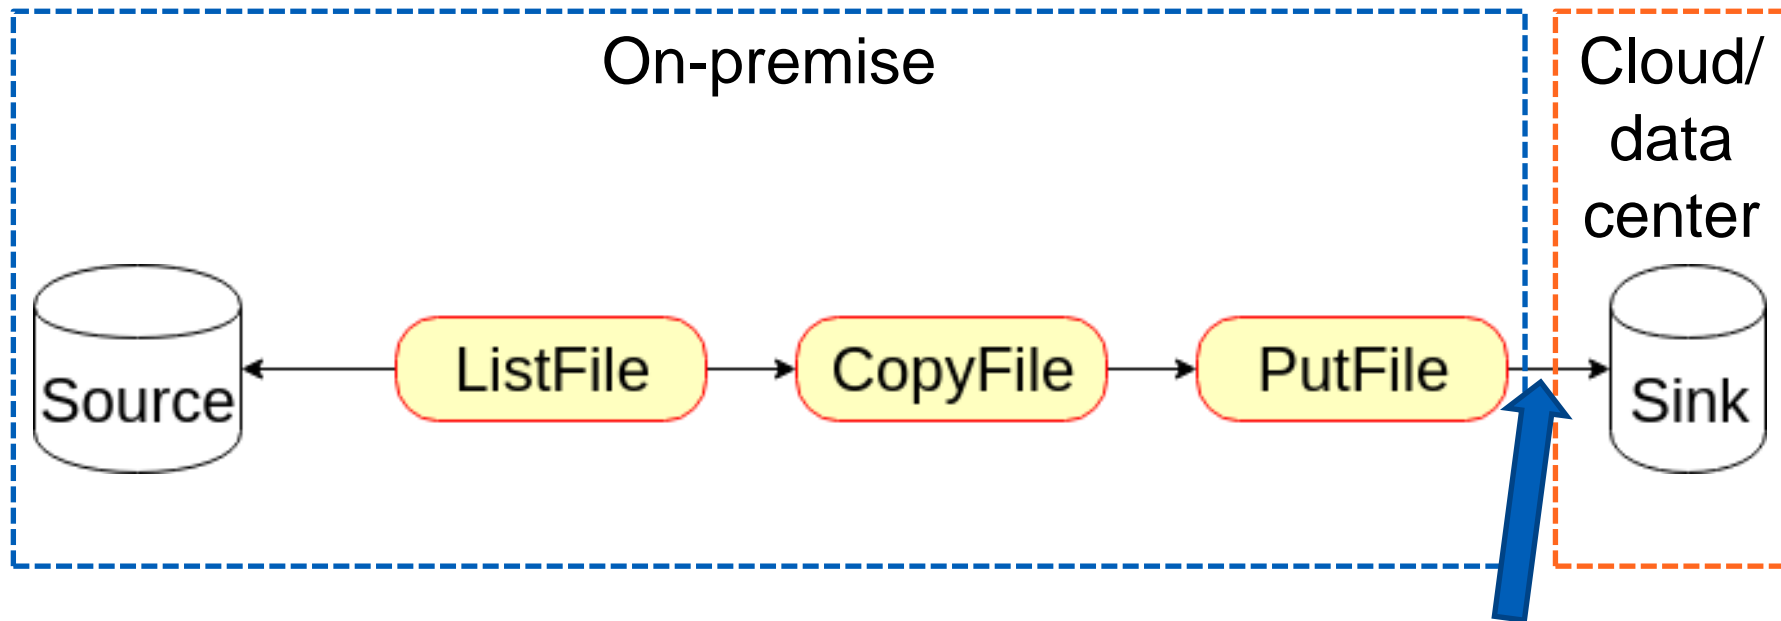 On-premise
Cloud/
data
center
Source
ListFile
CopyFile
PutFile
Sink